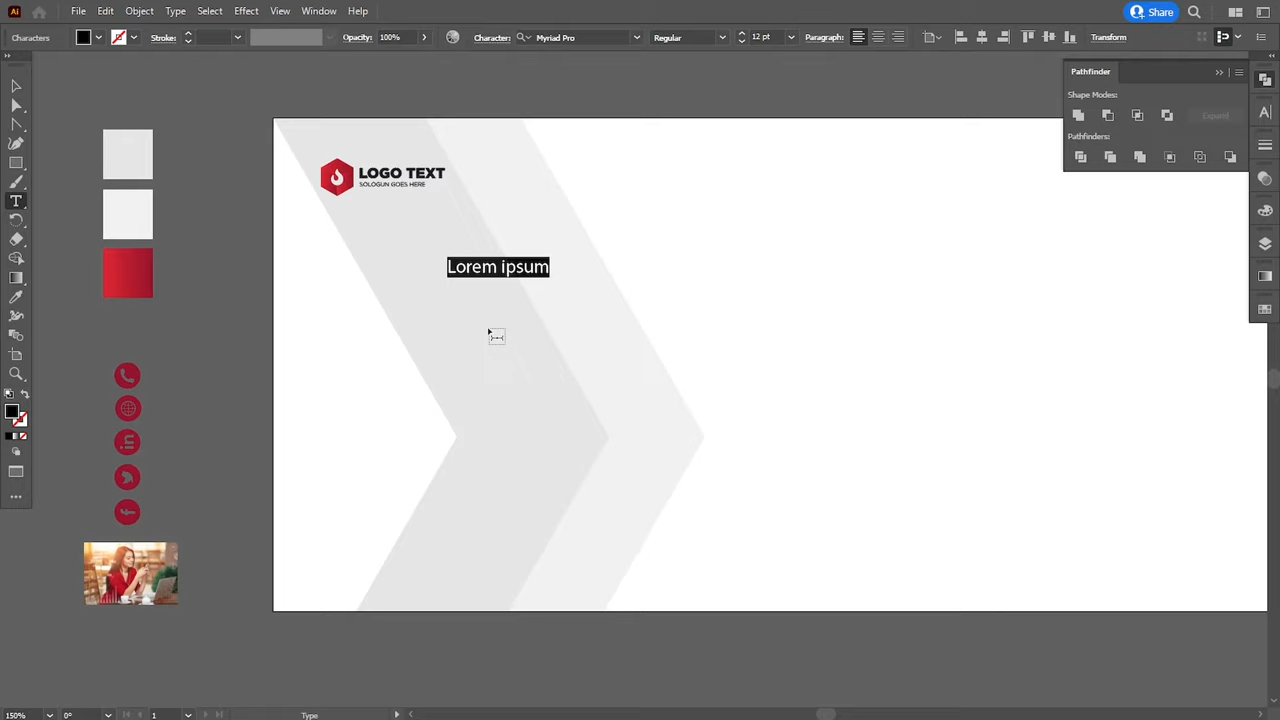 Ai File Edit Object Type Select Effect View Window Help Share
Characters Stroke: Opacity: 100% Character: Myriad Pro Regular 12 pt Paragraph: Transform
Pathfinder
Shape Modes:
Expand
Pathfinders:
LOGO TEXT
SOLOGUN GOES HERE
Lorem ipsum
150% 0° 1 Type